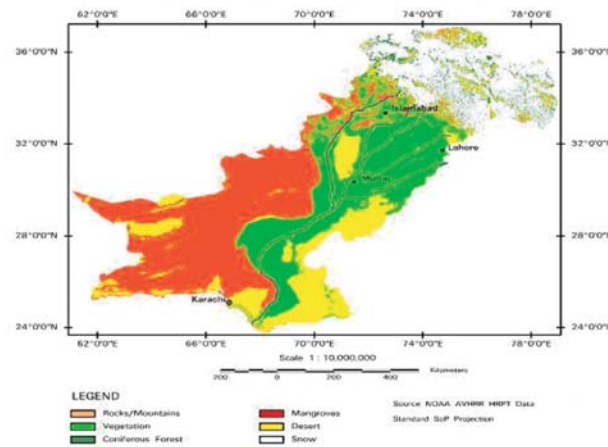 62°0'0"E 66°0'0"E 70°0'0"E 74°0'0"E 78°0'0"E
36°0'0"N 36°0'0"N
Islamabad
32°0'0"N Lahore 32°0'0"N
Multan
28°0'0"N 28°0'0"N
Karachi
24°0'0"N 24°0'0"N
62°0'0"E 66°0'0"E 70°0'0"E 74°0'0"E 78°0'0"E
Scale 1 : 10,000,000
200 0 200 400 Kilometers
LEGEND
Rocks/Mountains Mangroves Source NOAA AVHRR HRPT Data
Vegetation Desert Standard SoP Projection
Coniferous Forest Snow